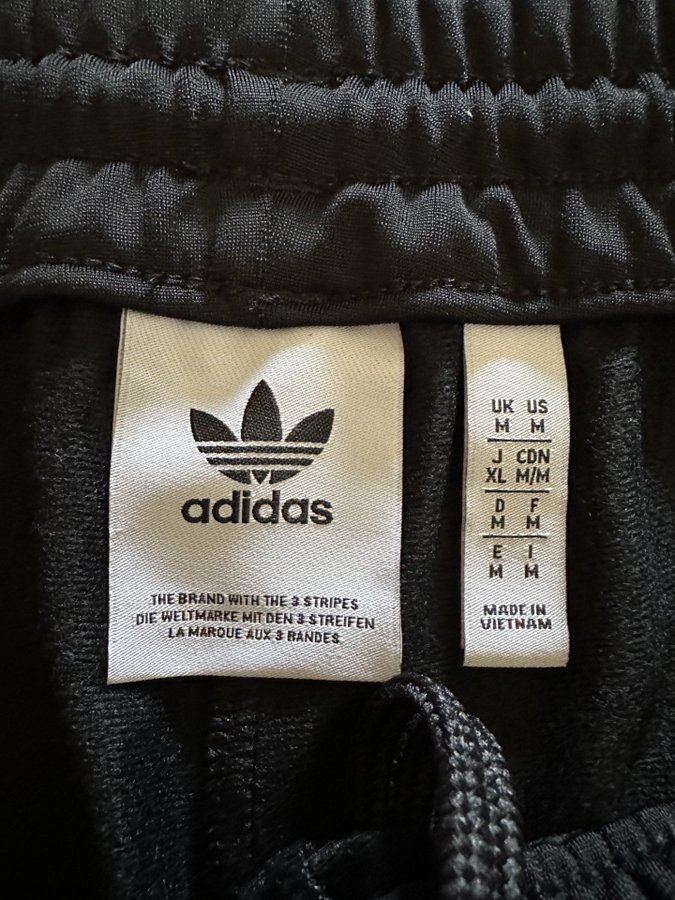 adidas
THE BRAND WITH THE 3 STRIPES
DIE WELTMARKE MIT DEN 3 STREIFEN
LA MARQUE AUX 3 BANDES
UK US
M M
J CDN
XL M/M
D F
M M
E I
M M
MADE IN
VIETNAM